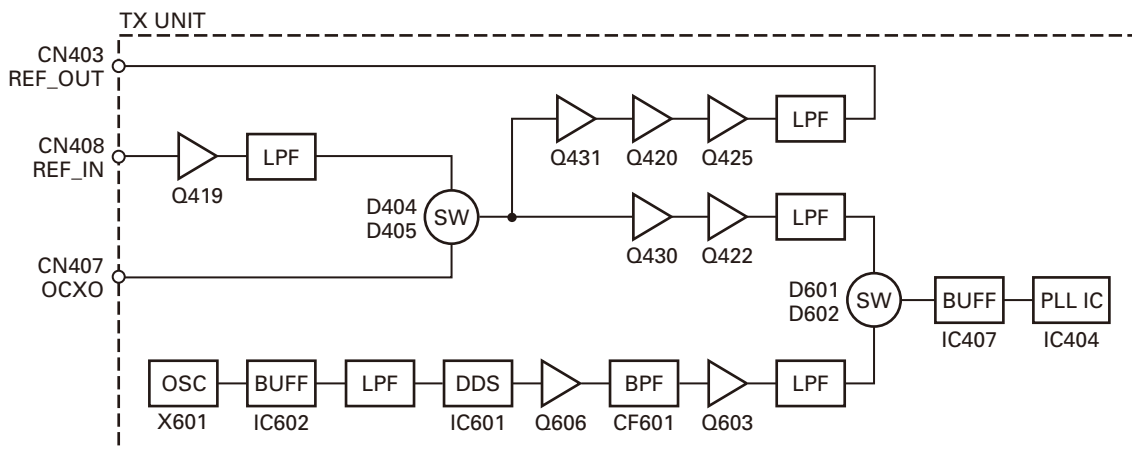 TX UNIT
CN403
REF_OUT
LPF
Q431
Q420
Q425
CN408
REF_IN
LPF
Q419
D404
D405
SW
LPF
Q430
Q422
CN407
OCXO
D601
D602
SW
BUFF
PLL IC
IC407
IC404
OSC
BUFF
LPF
DDS
BPF
LPF
X601
IC602
IC601
Q606
CF601
Q603